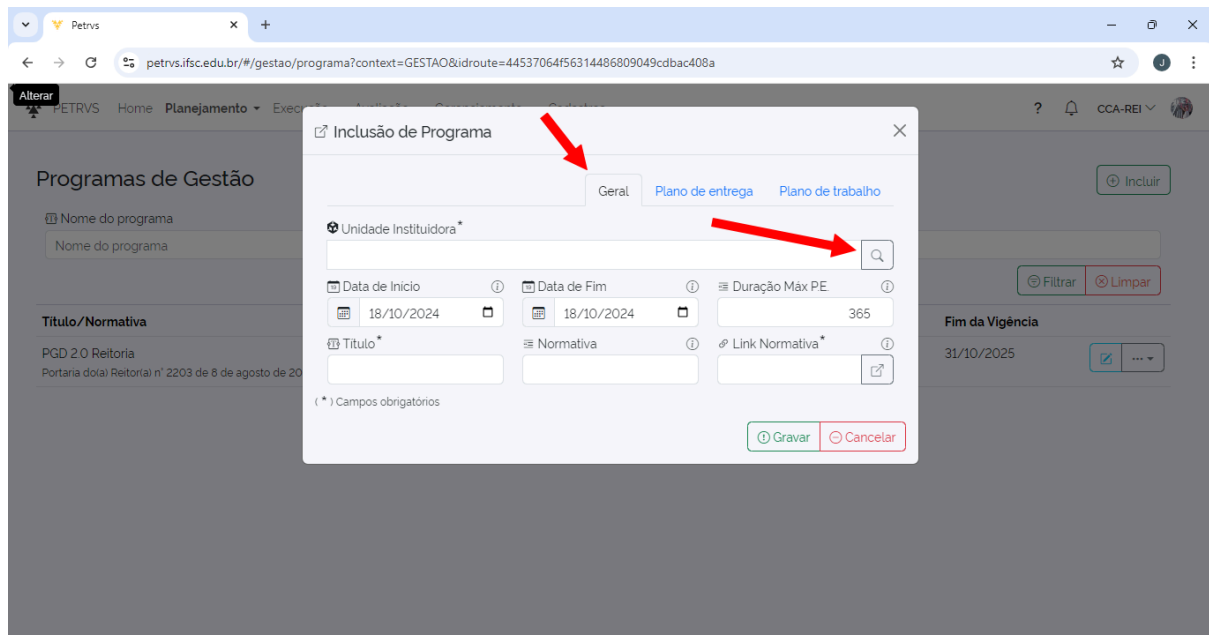 Petrvs
petrvs.ifsc.edu.br/#/gestao/programa?context=GESTAO&idroute=44537064f56314486809049cdbac408a
J
Alterar
PETRVS Home Planejamento Execução Avaliação Gerenciamento Cadastros ? CCA-REI
Inclusão de Programa
Programas de Gestão
Incluir
Geral Plano de entrega Plano de trabalho
Nome do programa
Nome do programa
Unidade Instituidora*
Filtrar Limpar
Data de Inicio Data de Fim Duração Máx P.E.
18/10/2024 18/10/2024 365
Título/Normativa Fim da Vigência
Título* Normativa Link Normativa*
PGD 2.0 Reitoria 31/10/2025
Portaria do(a) Reitor(a) n° 2203 de 8 de agosto de 20
( * ) Campos obrigatórios
Gravar Cancelar